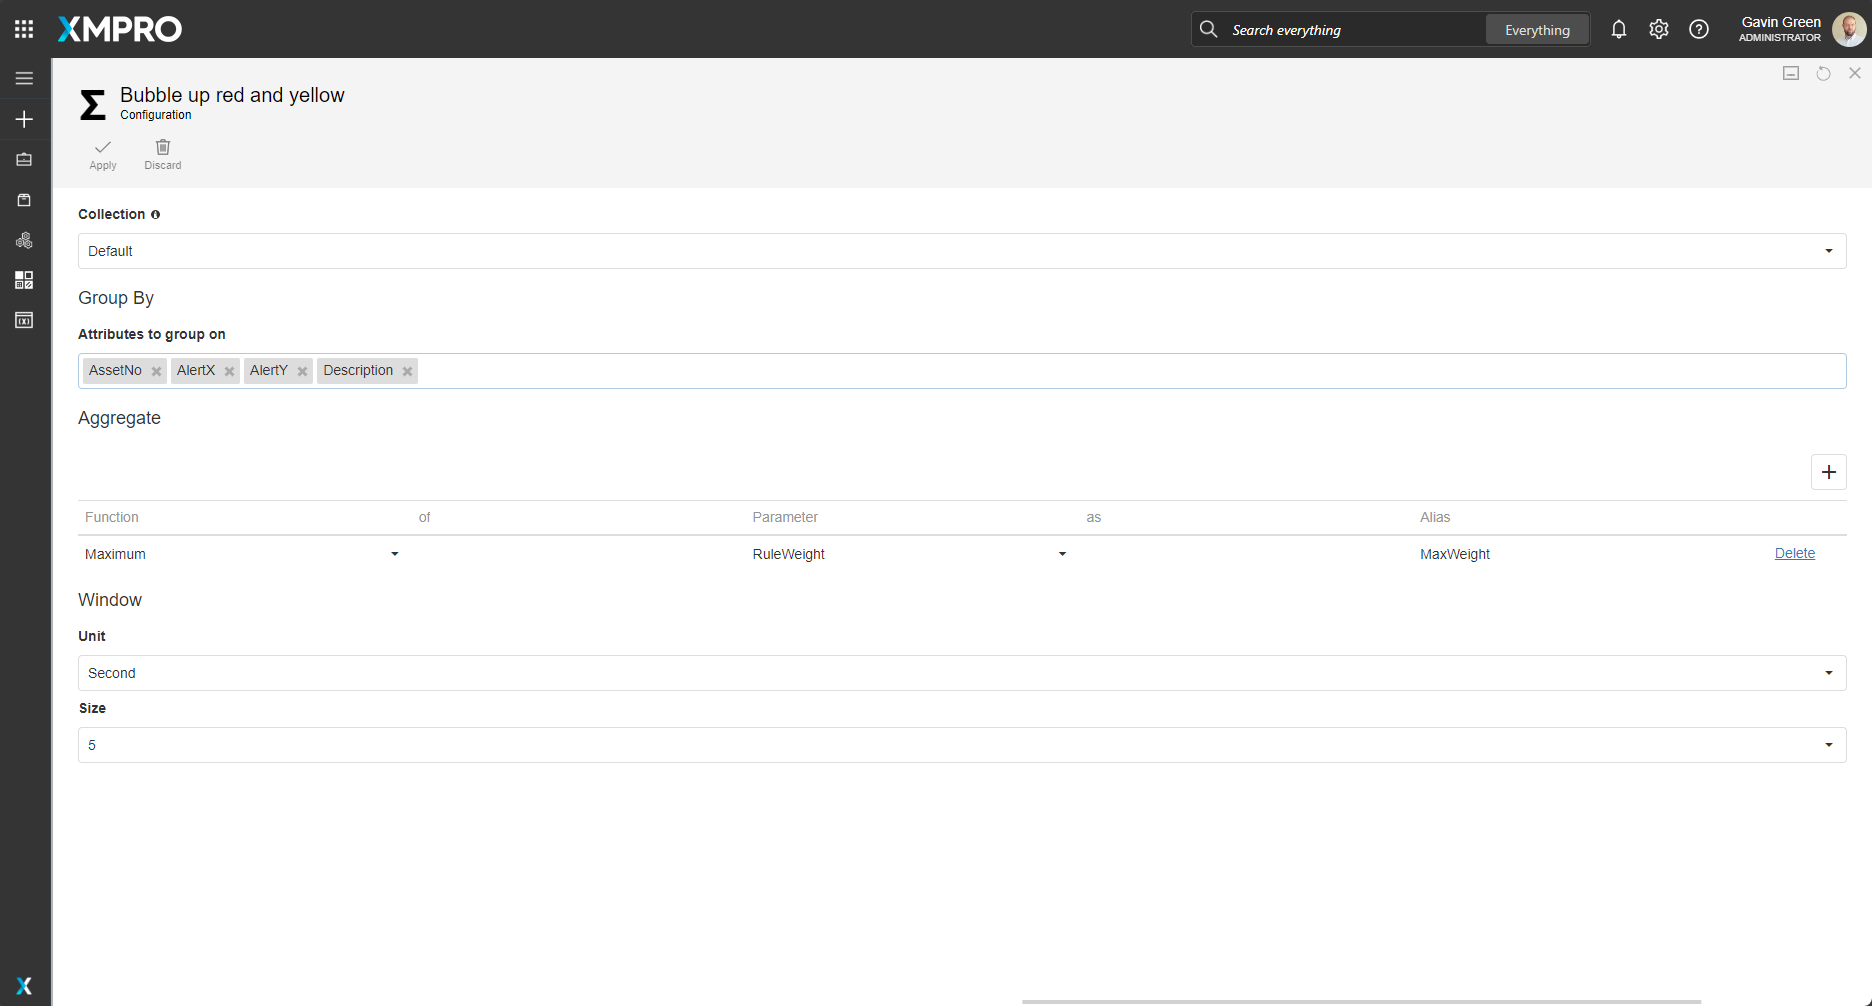 XMPRO
Search everything
Everything
Gavin Green
ADMINISTRATOR
Bubble up red and yellow
Configuration
Apply
Discard
Collection
Default
Group By
Attributes to group on
AssetNo
AlertX
AlertY
Description
Aggregate
Function of Parameter as Alias
Maximum RuleWeight MaxWeight Delete
Window
Unit
Second
Size
5